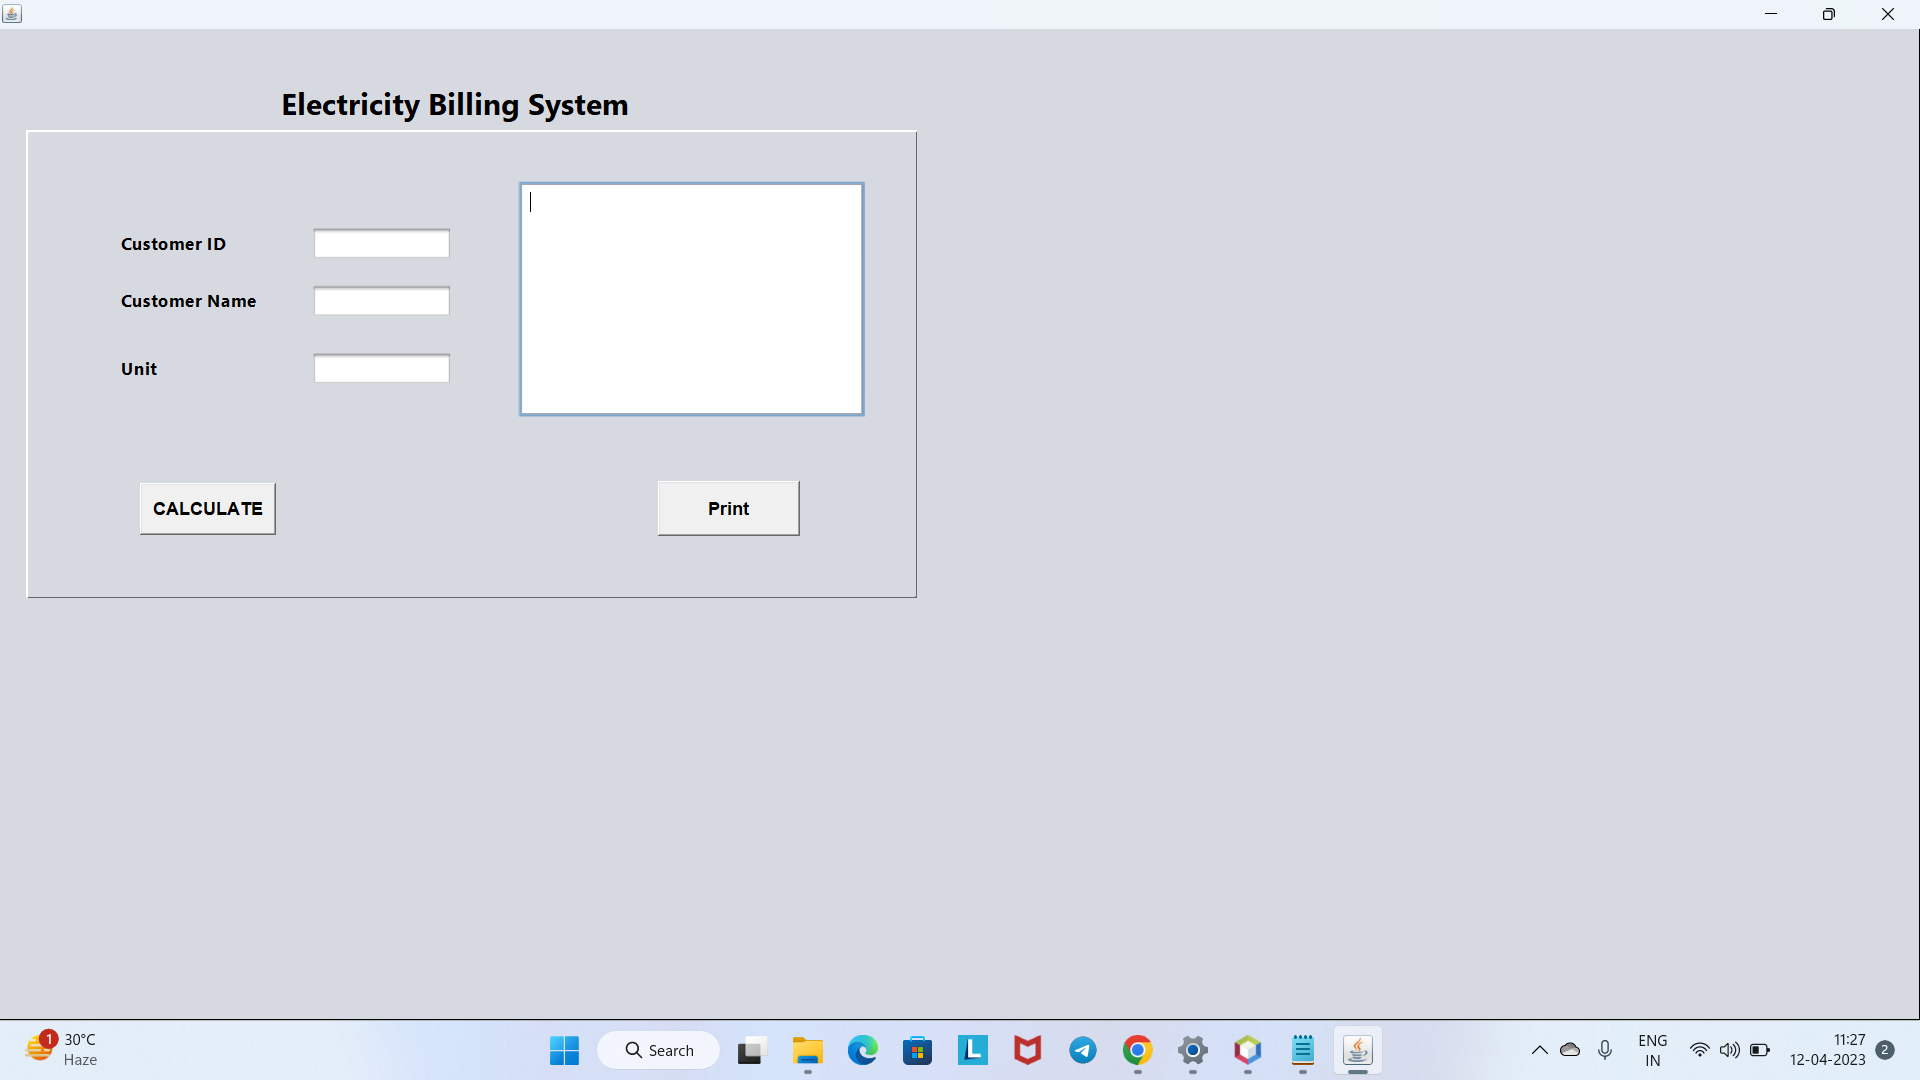 Electricity Billing System
Customer ID
Customer Name
Unit
CALCULATE
Print
1
30°C
Haze
Search
L
ENG
IN
11:27
12-04-2023
2